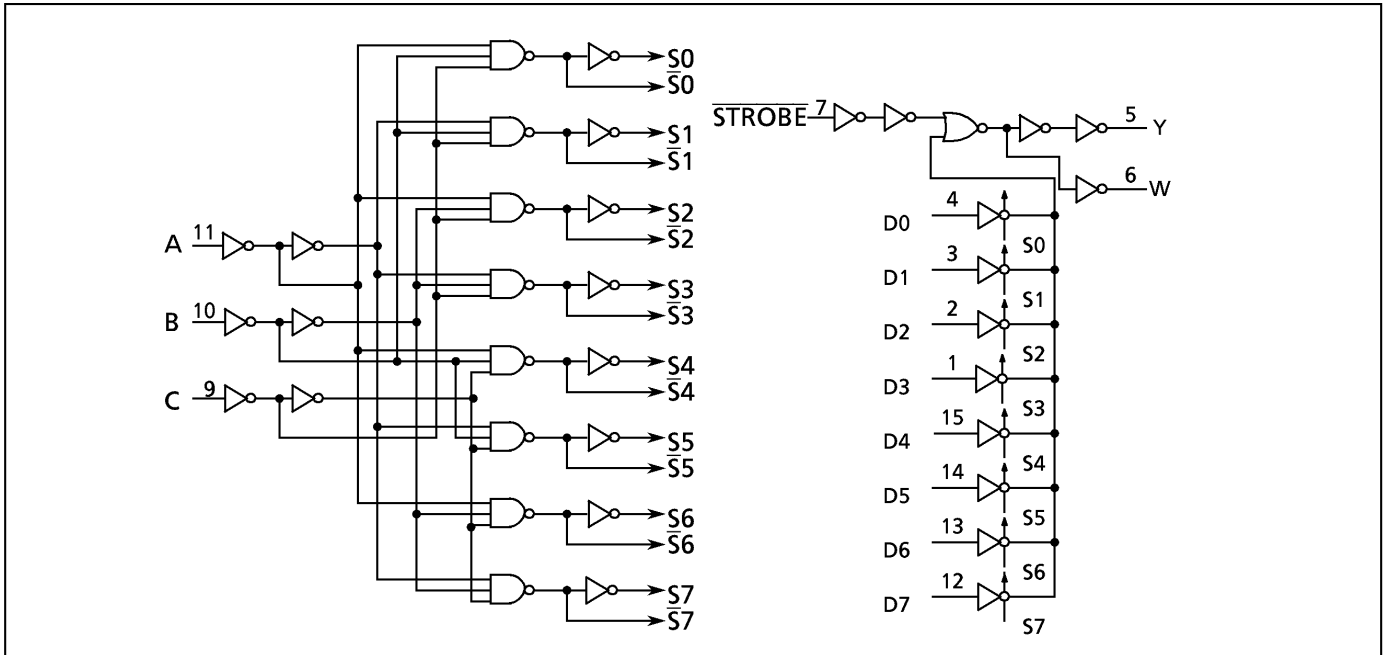 S0
S̅0
S1
S̅1
S2
S̅2
A 11
S3
S̅3
B 10
S4
S̅4
C 9
S5
S̅5
S6
S̅6
S7
S̅7
S̅T̅R̅O̅B̅E̅ 7
5 Y
6 W
D0 4
S0
D1 3
S1
D2 2
S2
D3 1
S3
D4 15
S4
D5 14
S5
D6 13
S6
D7 12
S7